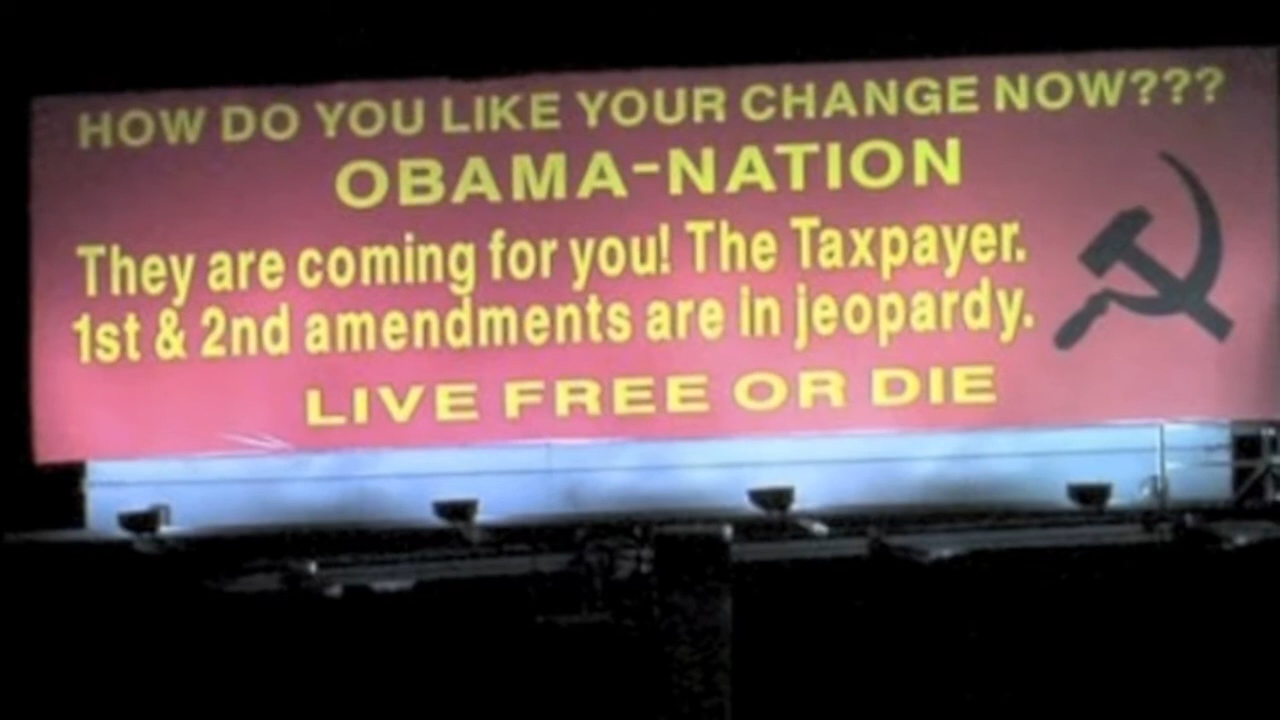 HOW DO YOU LIKE YOUR CHANGE NOW???
OBAMA-NATION
They are coming for you! The Taxpayer.
1st & 2nd amendments are in jeopardy.
LIVE FREE OR DIE